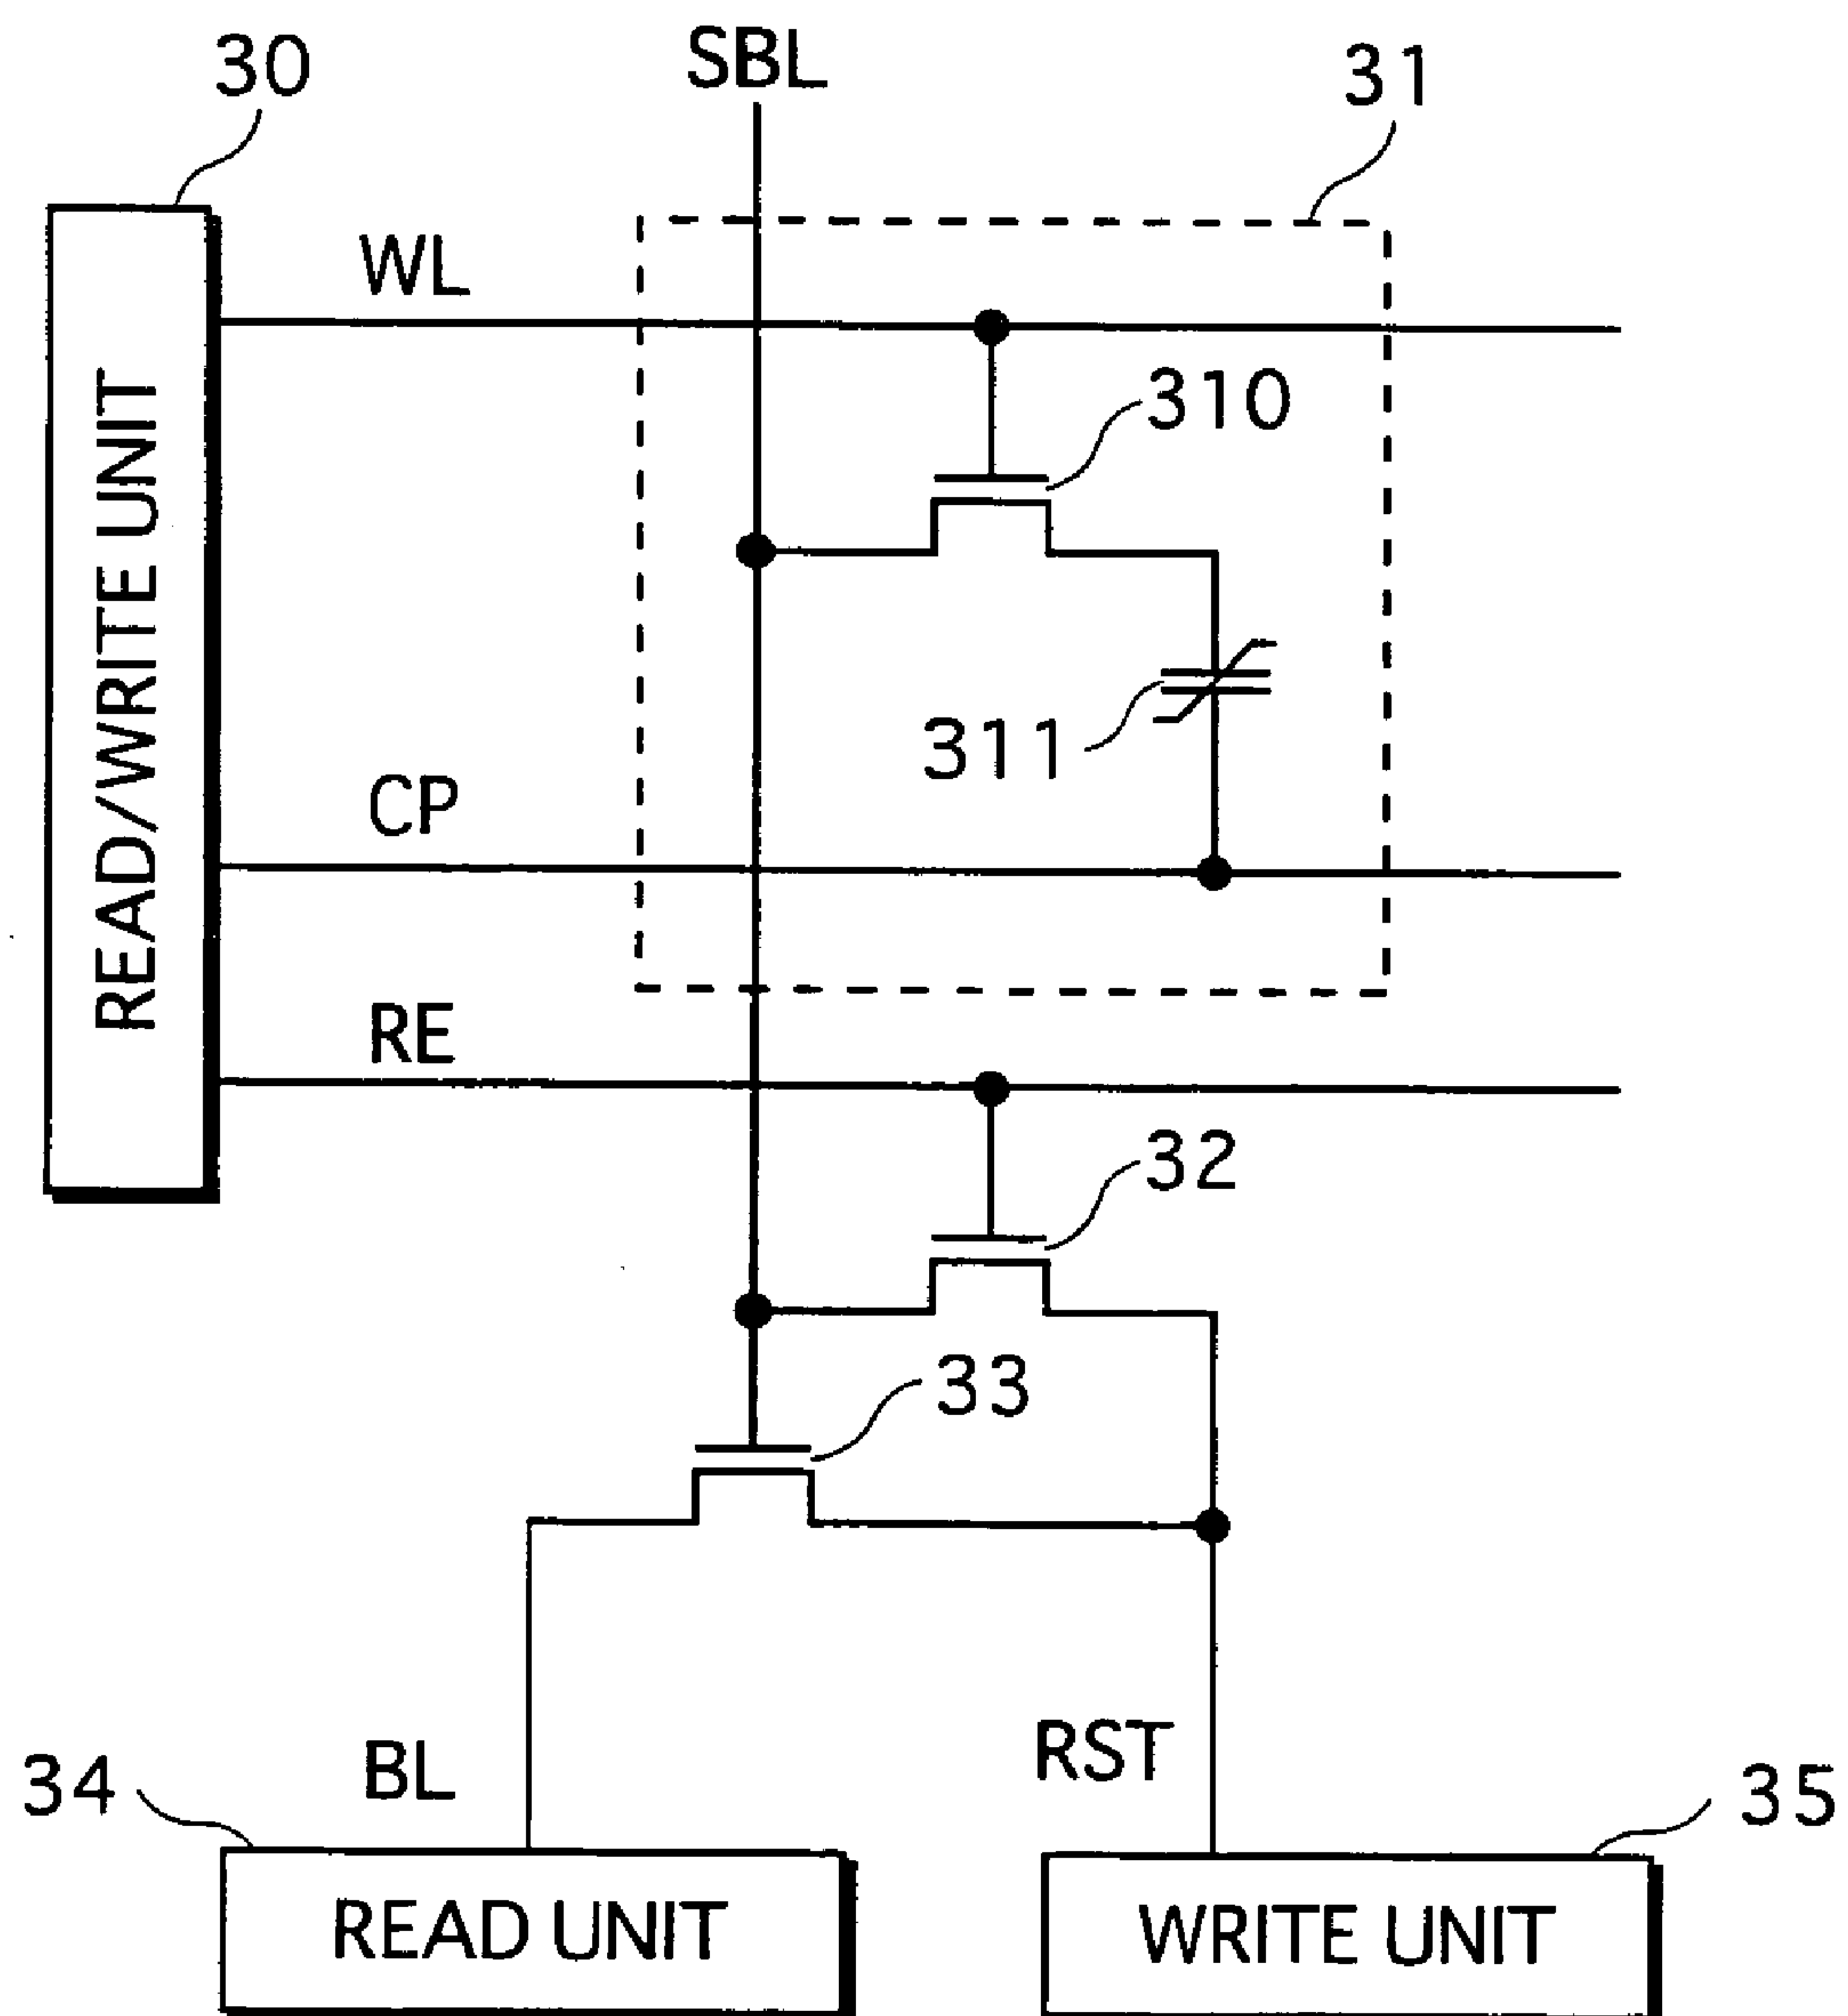 30
SBL
31
WL
310
READ/WRITE UNIT
311
CP
RE
32
33
34
BL
RST
35
READ UNIT
WRITE UNIT